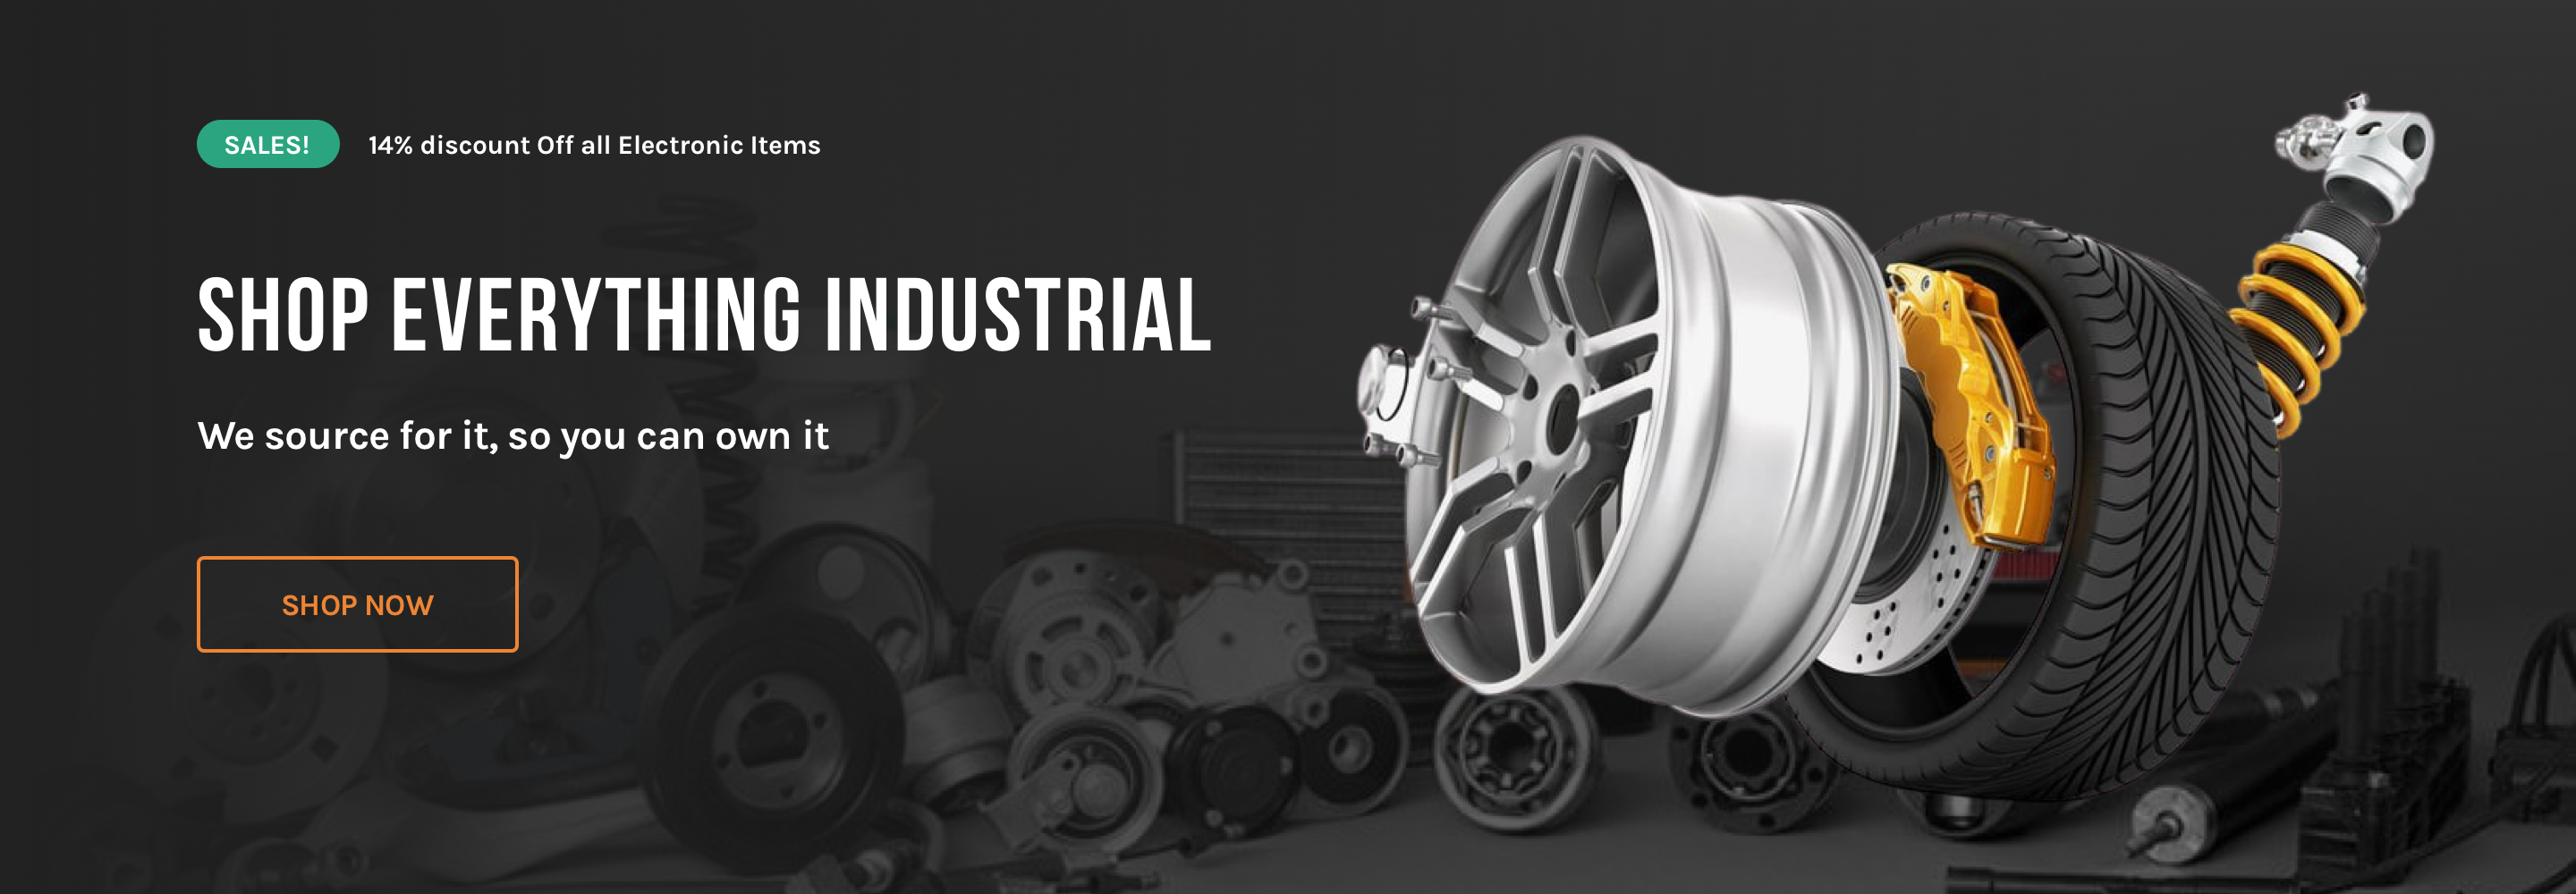 SALES!
14% discount Off all Electronic Items
SHOP EVERYTHING INDUSTRIAL
We source for it, so you can own it
SHOP NOW